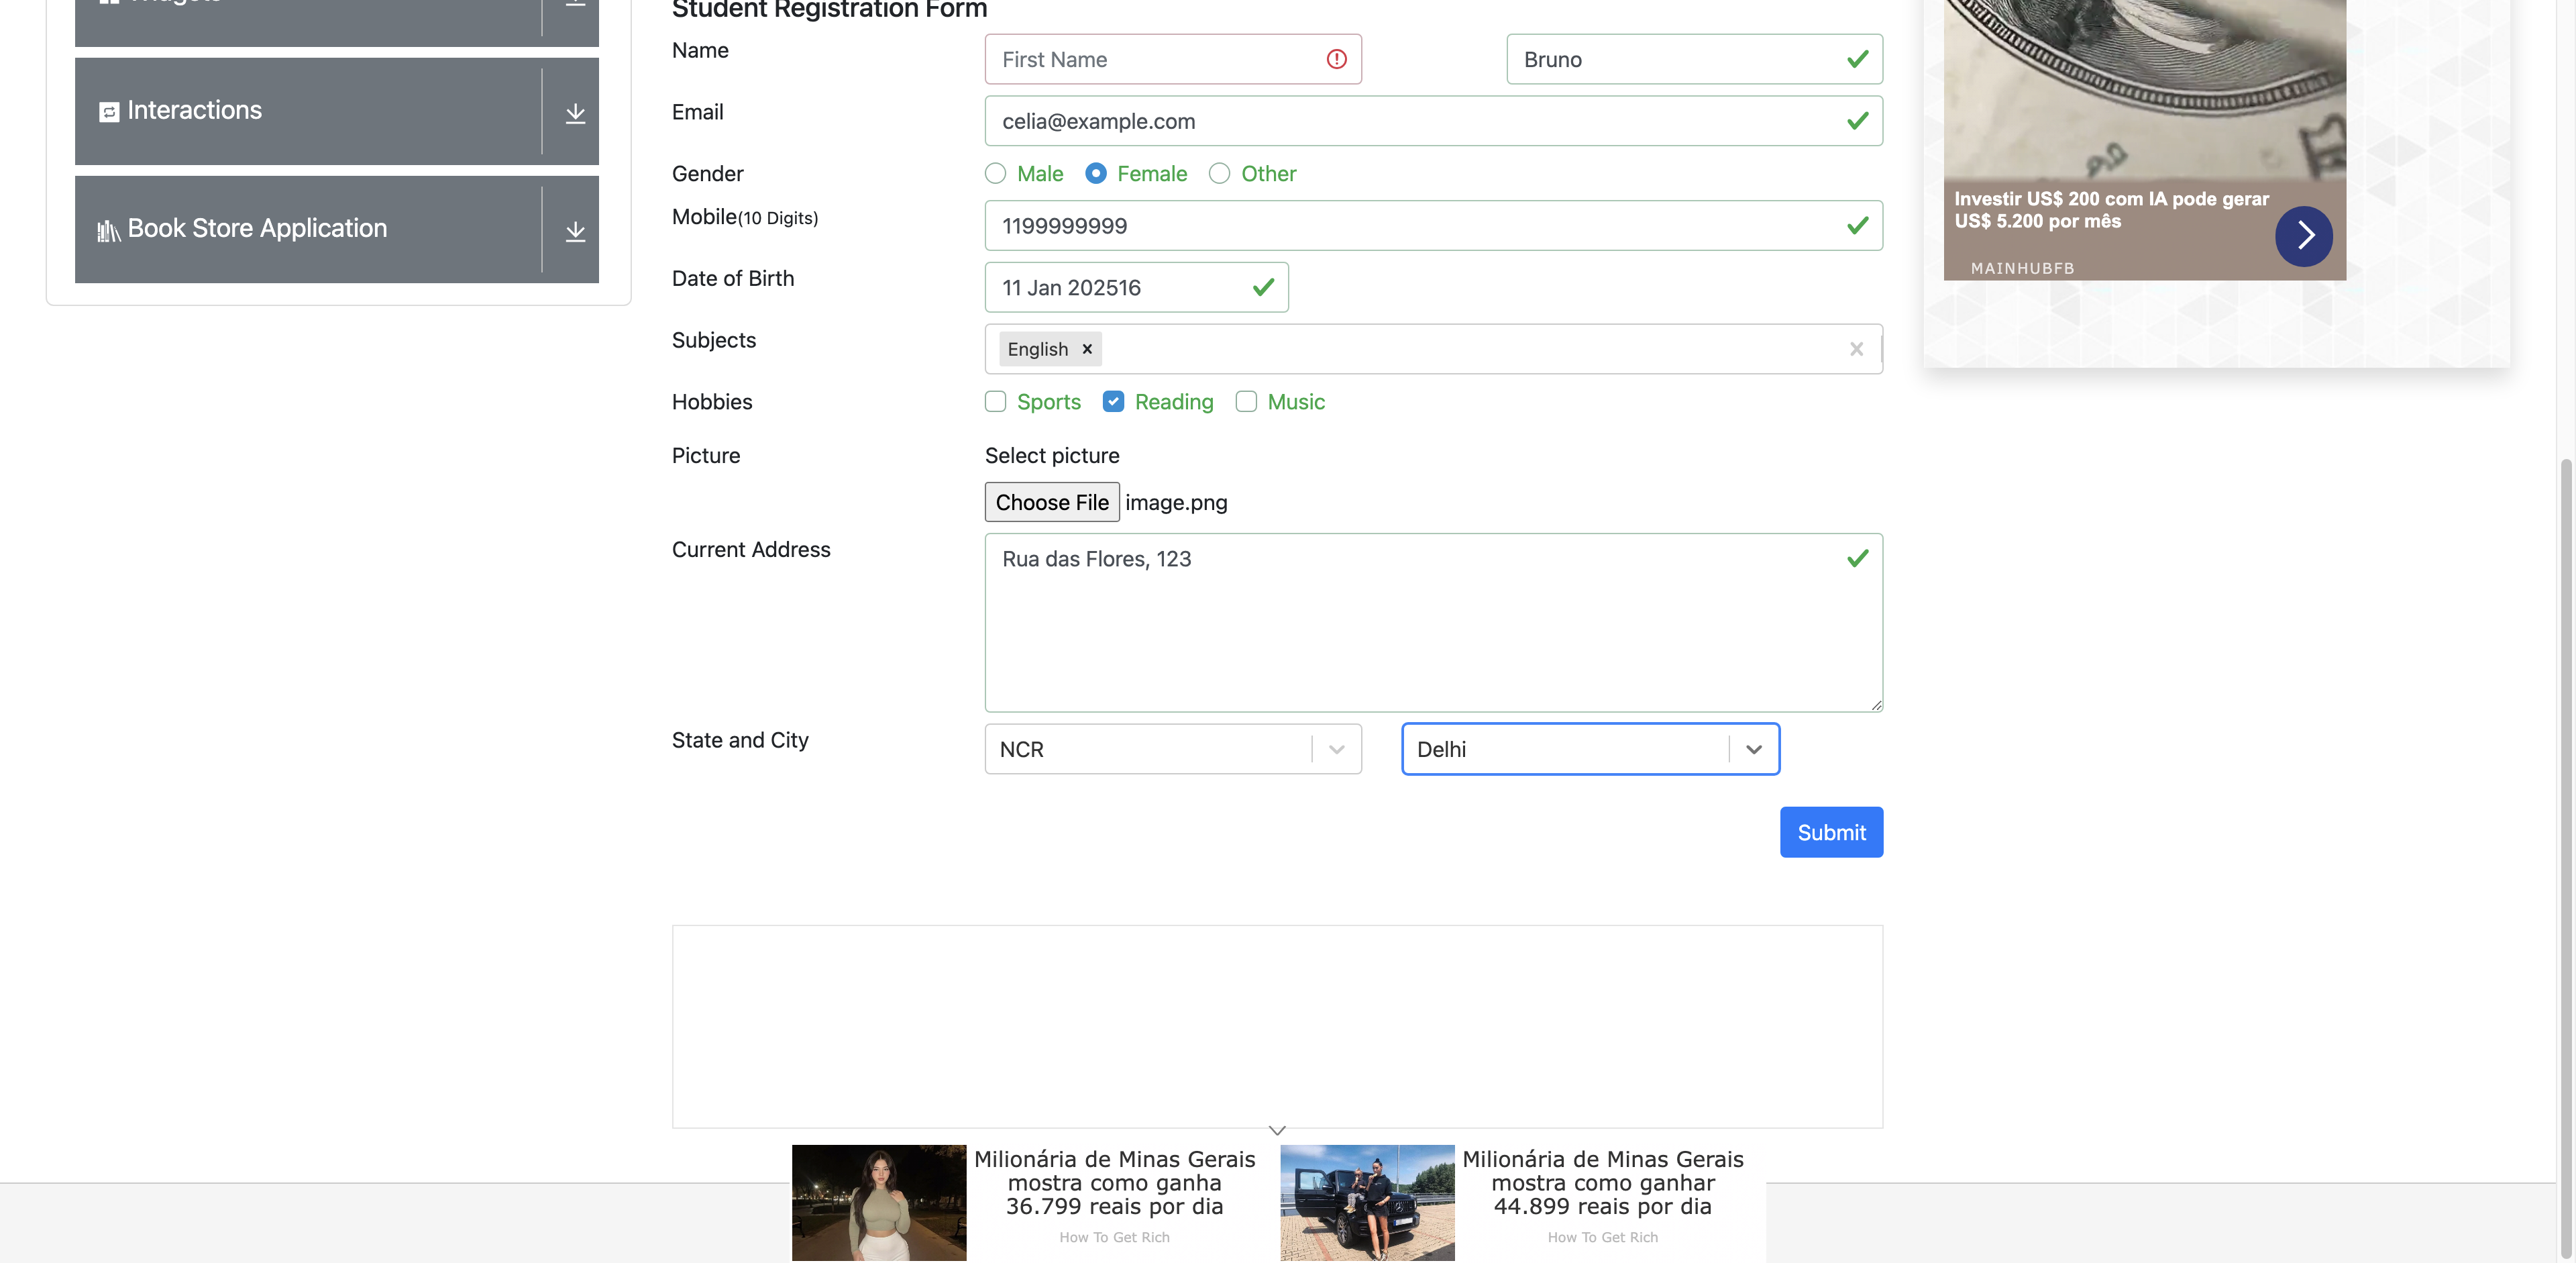 Student Registration Form
Name
First Name
Bruno
Email
celia@example.com
Gender
Male
Female
Other
Mobile(10 Digits)
1199999999
Date of Birth
11 Jan 202516
Subjects
English
Hobbies
Sports
Reading
Music
Picture
Select picture
Choose File image.png
Current Address
Rua das Flores, 123
State and City
NCR
Delhi
Submit
Interactions
Book Store Application
Investir US$ 200 com IA pode gerar
US$ 5.200 por mês
MAINHUBFB
Milionária de Minas Gerais
mostra como ganha
36.799 reais por dia
How To Get Rich
Milionária de Minas Gerais
mostra como ganhar
44.899 reais por dia
How To Get Rich